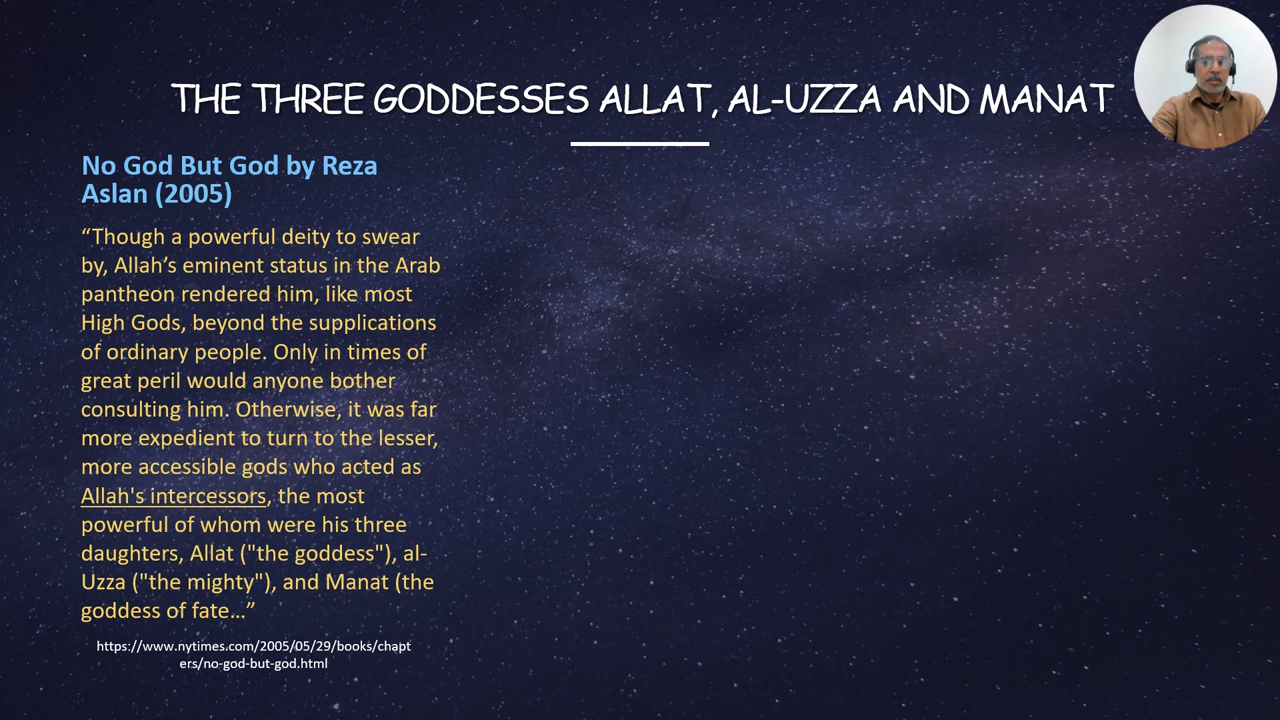 THE THREE GODDESSES ALLAT, AL-UZZA AND MANAT
No God But God by Reza
Aslan (2005)
“Though a powerful deity to swear
by, Allah’s eminent status in the Arab
pantheon rendered him, like most
High Gods, beyond the supplications
of ordinary people. Only in times of
great peril would anyone bother
consulting him. Otherwise, it was far
more expedient to turn to the lesser,
more accessible gods who acted as
Allah's intercessors, the most
powerful of whom were his three
daughters, Allat ("the goddess"), al-
Uzza ("the mighty"), and Manat (the
goddess of fate…”
https://www.nytimes.com/2005/05/29/books/chapt
ers/no-god-but-god.html